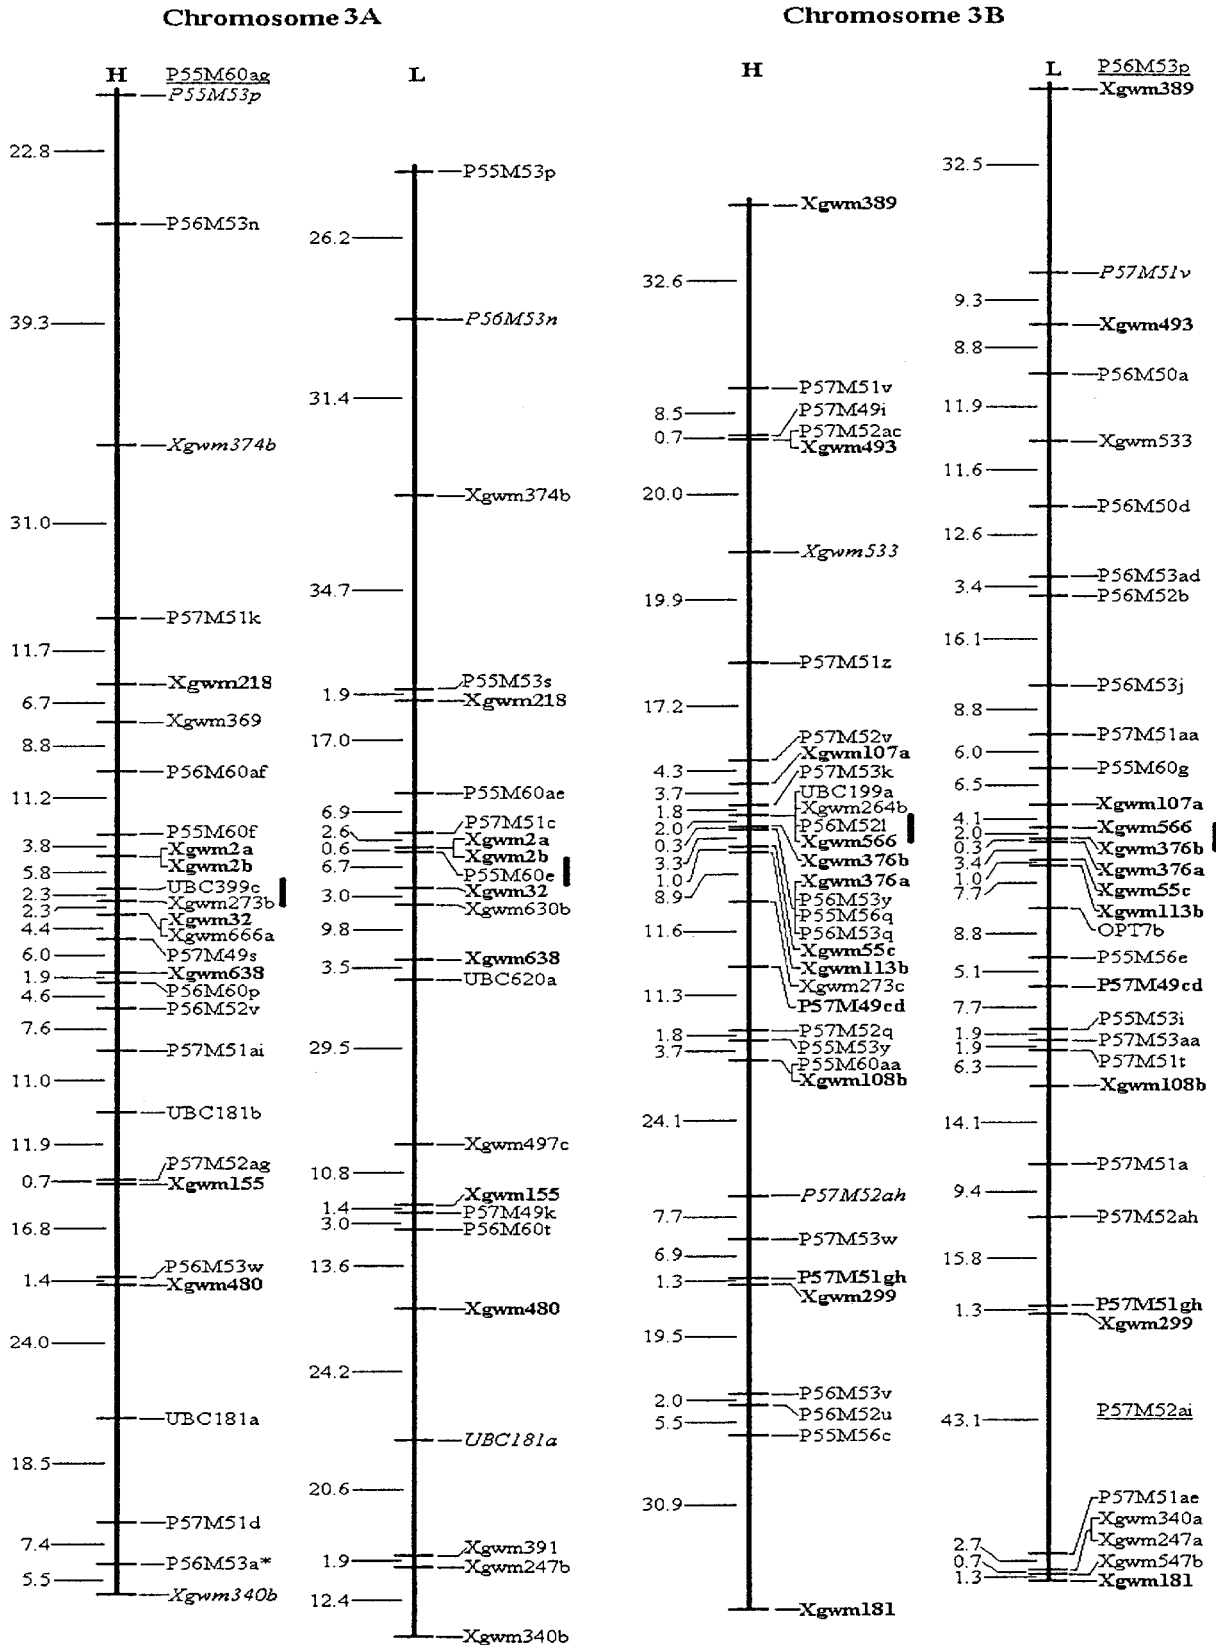 Chromosome 3A
H
P55M60ag
P55M53p
22.8
P56M53n
39.3
Xgwm374b
31.0
P57M51k
11.7
Xgwm218
6.7
Xgwm369
8.8
P56M60af
11.2
P55M60f
3.8
Xgwm2a
Xgwm2b
5.8
UBC399c
2.3
Xgwm273b
2.3
Xgwm32
4.4
Xgwm666a
P57M49s
6.0
Xgwm638
1.9
P56M60p
4.6
P56M52v
7.6
P57M51ai
11.0
UBC181b
11.9
P57M52ag
0.7
Xgwm155
16.8
P56M53w
1.4
Xgwm480
24.0
UBC181a
18.5
P57M51d
7.4
P56M53a*
5.5
Xgwm340b
L
P55M53p
26.2
P56M53n
31.4
Xgwm374b
34.7
P55M53s
1.9
Xgwm218
17.0
P55M60ae
6.9
P57M51c
2.6
Xgwm2a
0.6
Xgwm2b
6.7
P55M60e
Xgwm32
3.0
Xgwm630b
9.8
Xgwm638
3.5
UBC620a
29.5
Xgwm497c
10.8
Xgwm155
1.4
P57M49k
3.0
P56M60t
13.6
Xgwm480
24.2
UBC181a
20.6
Xgwm391
1.9
Xgwm247b
12.4
Xgwm340b
Chromosome 3B
H
Xgwm389
32.6
P57M51v
8.5
P57M49i
0.7
P57M52ac
Xgwm493
20.0
Xgwm533
19.9
P57M51z
17.2
P57M52v
Xgwm107a
4.3
P57M53k
3.7
UBC199a
1.8
Xgwm264b
2.0
P56M52l
0.3
Xgwm566
3.3
Xgwm376b
1.0
Xgwm376a
8.9
P56M53y
P55M56q
11.6
P56M53q
Xgwm55c
Xgwm113b
Xgwm273c
11.3
P57M49cd
P57M52q
1.8
P55M53y
3.7
P55M60aa
Xgwm108b
24.1
P57M52ah
7.7
P57M53w
6.9
P57M51gh
1.3
Xgwm299
19.5
P56M53v
2.0
P56M52u
5.5
P55M56c
30.9
Xgwm181
L
P56M53p
Xgwm389
32.5
P57M51v
9.3
Xgwm493
8.8
P56M50a
11.9
Xgwm533
11.6
P56M50d
12.6
P56M53ad
3.4
P56M52b
16.1
P56M53j
8.8
P57M51aa
6.0
P55M60g
6.5
Xgwm107a
4.1
Xgwm566
2.0
Xgwm376b
0.3
Xgwm376a
3.4
1.0
Xgwm55c
7.7
Xgwm113b
OPT7b
8.8
P55M56e
5.1
P57M49cd
7.7
P55M53i
1.9
P57M53aa
1.9
P57M51t
6.3
Xgwm108b
14.1
P57M51a
9.4
P57M52ah
15.8
P57M51gh
1.3
Xgwm299
P57M52ai
43.1
P57M51ae
Xgwm340a
2.7
Xgwm247a
0.7
Xgwm547b
1.3
Xgwm181